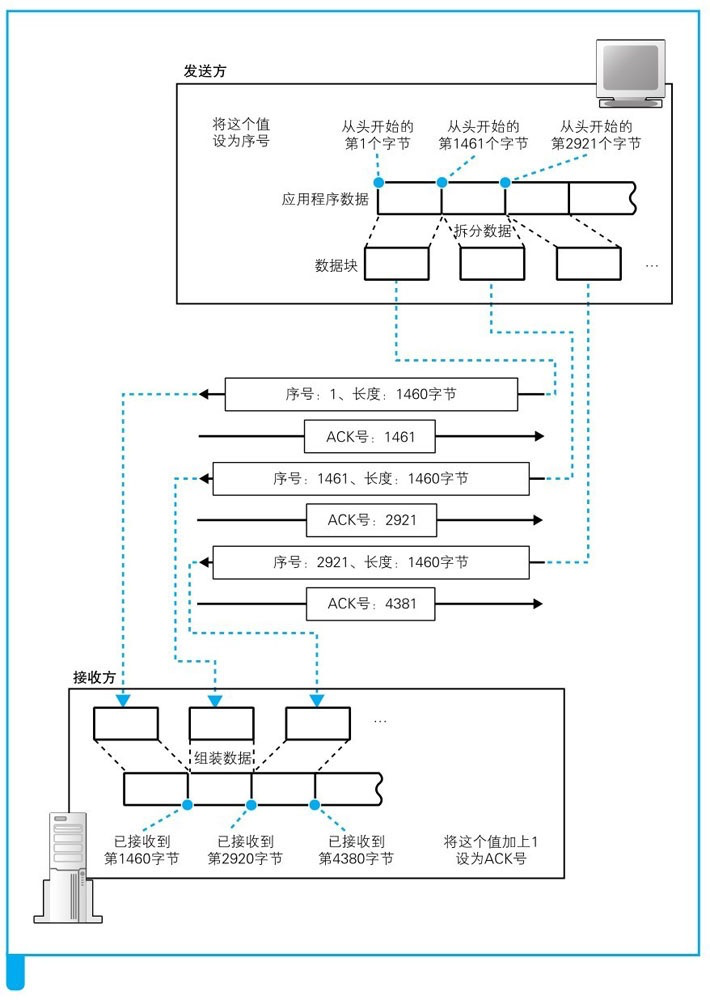 发送方
将这个值
设为序号
从头开始的
第1个字节
从头开始的
第1461个字节
从头开始的
第2921个字节
应用程序数据
拆分数据
数据块
…
序号：1、长度：1460字节
ACK号：1461
序号：1461、长度：1460字节
ACK号：2921
序号：2921、长度：1460字节
ACK号：4381
接收方
…
组装数据
已接收到
第1460字节
已接收到
第2920字节
已接收到
第4380字节
将这个值加上1
设为ACK号